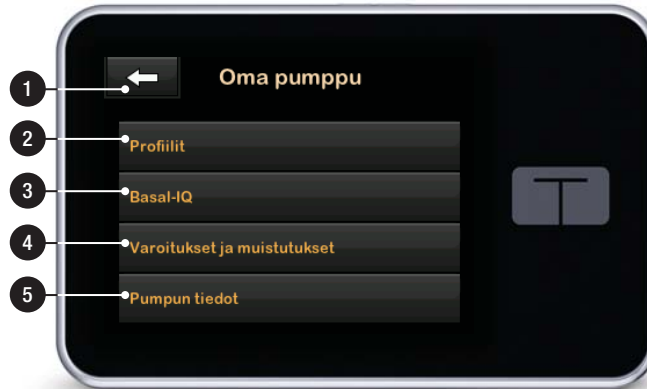 Oma pumppu
1
2 Profiilit
3 Basal-IQ
4 Varoitukset ja muistutukset
5 Pumpun tiedot